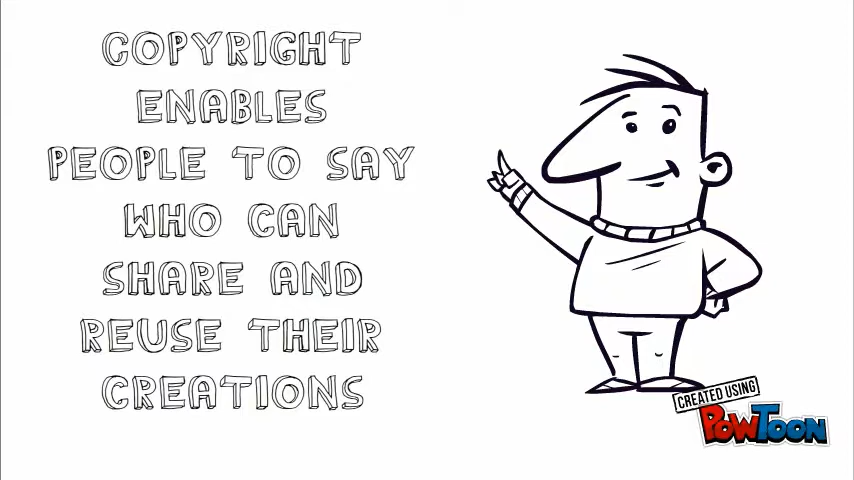 COPYRIGHT
ENABLES
PEOPLE TO SAY
WHO CAN
SHARE AND
REUSE THEIR
CREATIONS
CREATED USING
POWTOON